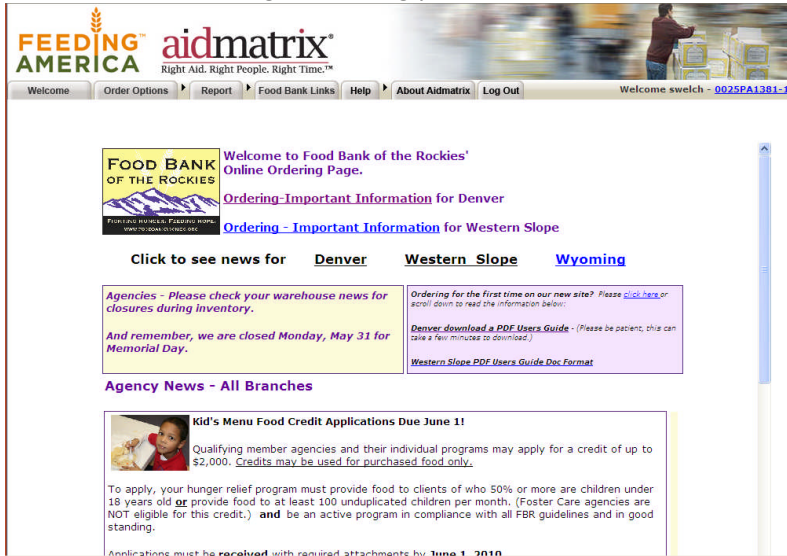 FEEDING™
AMERICA
aidmatrix®
Right Aid. Right People. Right Time.™
Welcome Order Options Report Food Bank Links Help About Aidmatrix Log Out Welcome swelch - 0025PA1381-1
FOOD BANK
OF THE ROCKIES
FIGHTING HUNGER. FEEDING HOPE.
Welcome to Food Bank of the Rockies'
Online Ordering Page.
Ordering-Important Information for Denver
Ordering - Important Information for Western Slope
Click to see news for Denver Western Slope Wyoming
Agencies - Please check your warehouse news for
closures during inventory.
And remember, we are closed Monday, May 31 for
Memorial Day.
Ordering for the first time on our new site? Please click here or
scroll down to read the information
below:
Denver download a PDF Users Guide - (Please be patient, this can
take a few minutes to download.)
Western Slope PDF Users Guide Doc Format
Agency News - All Branches
Kid's Menu Food Credit Applications Due June 1!
Qualifying member agencies and their individual programs may apply for a credit of up to
$2,000. Credits may be used for purchased food only.
To apply, your hunger relief program must provide food to clients of who 50% or more are children under
18 years old or provide food to at least 100 unduplicated children per month. (Foster Care agencies are
NOT eligible for this credit.) and be an active program in compliance with all FBR guidelines and in good
standing.
Applications must be received with required attachments by June 1, 2010